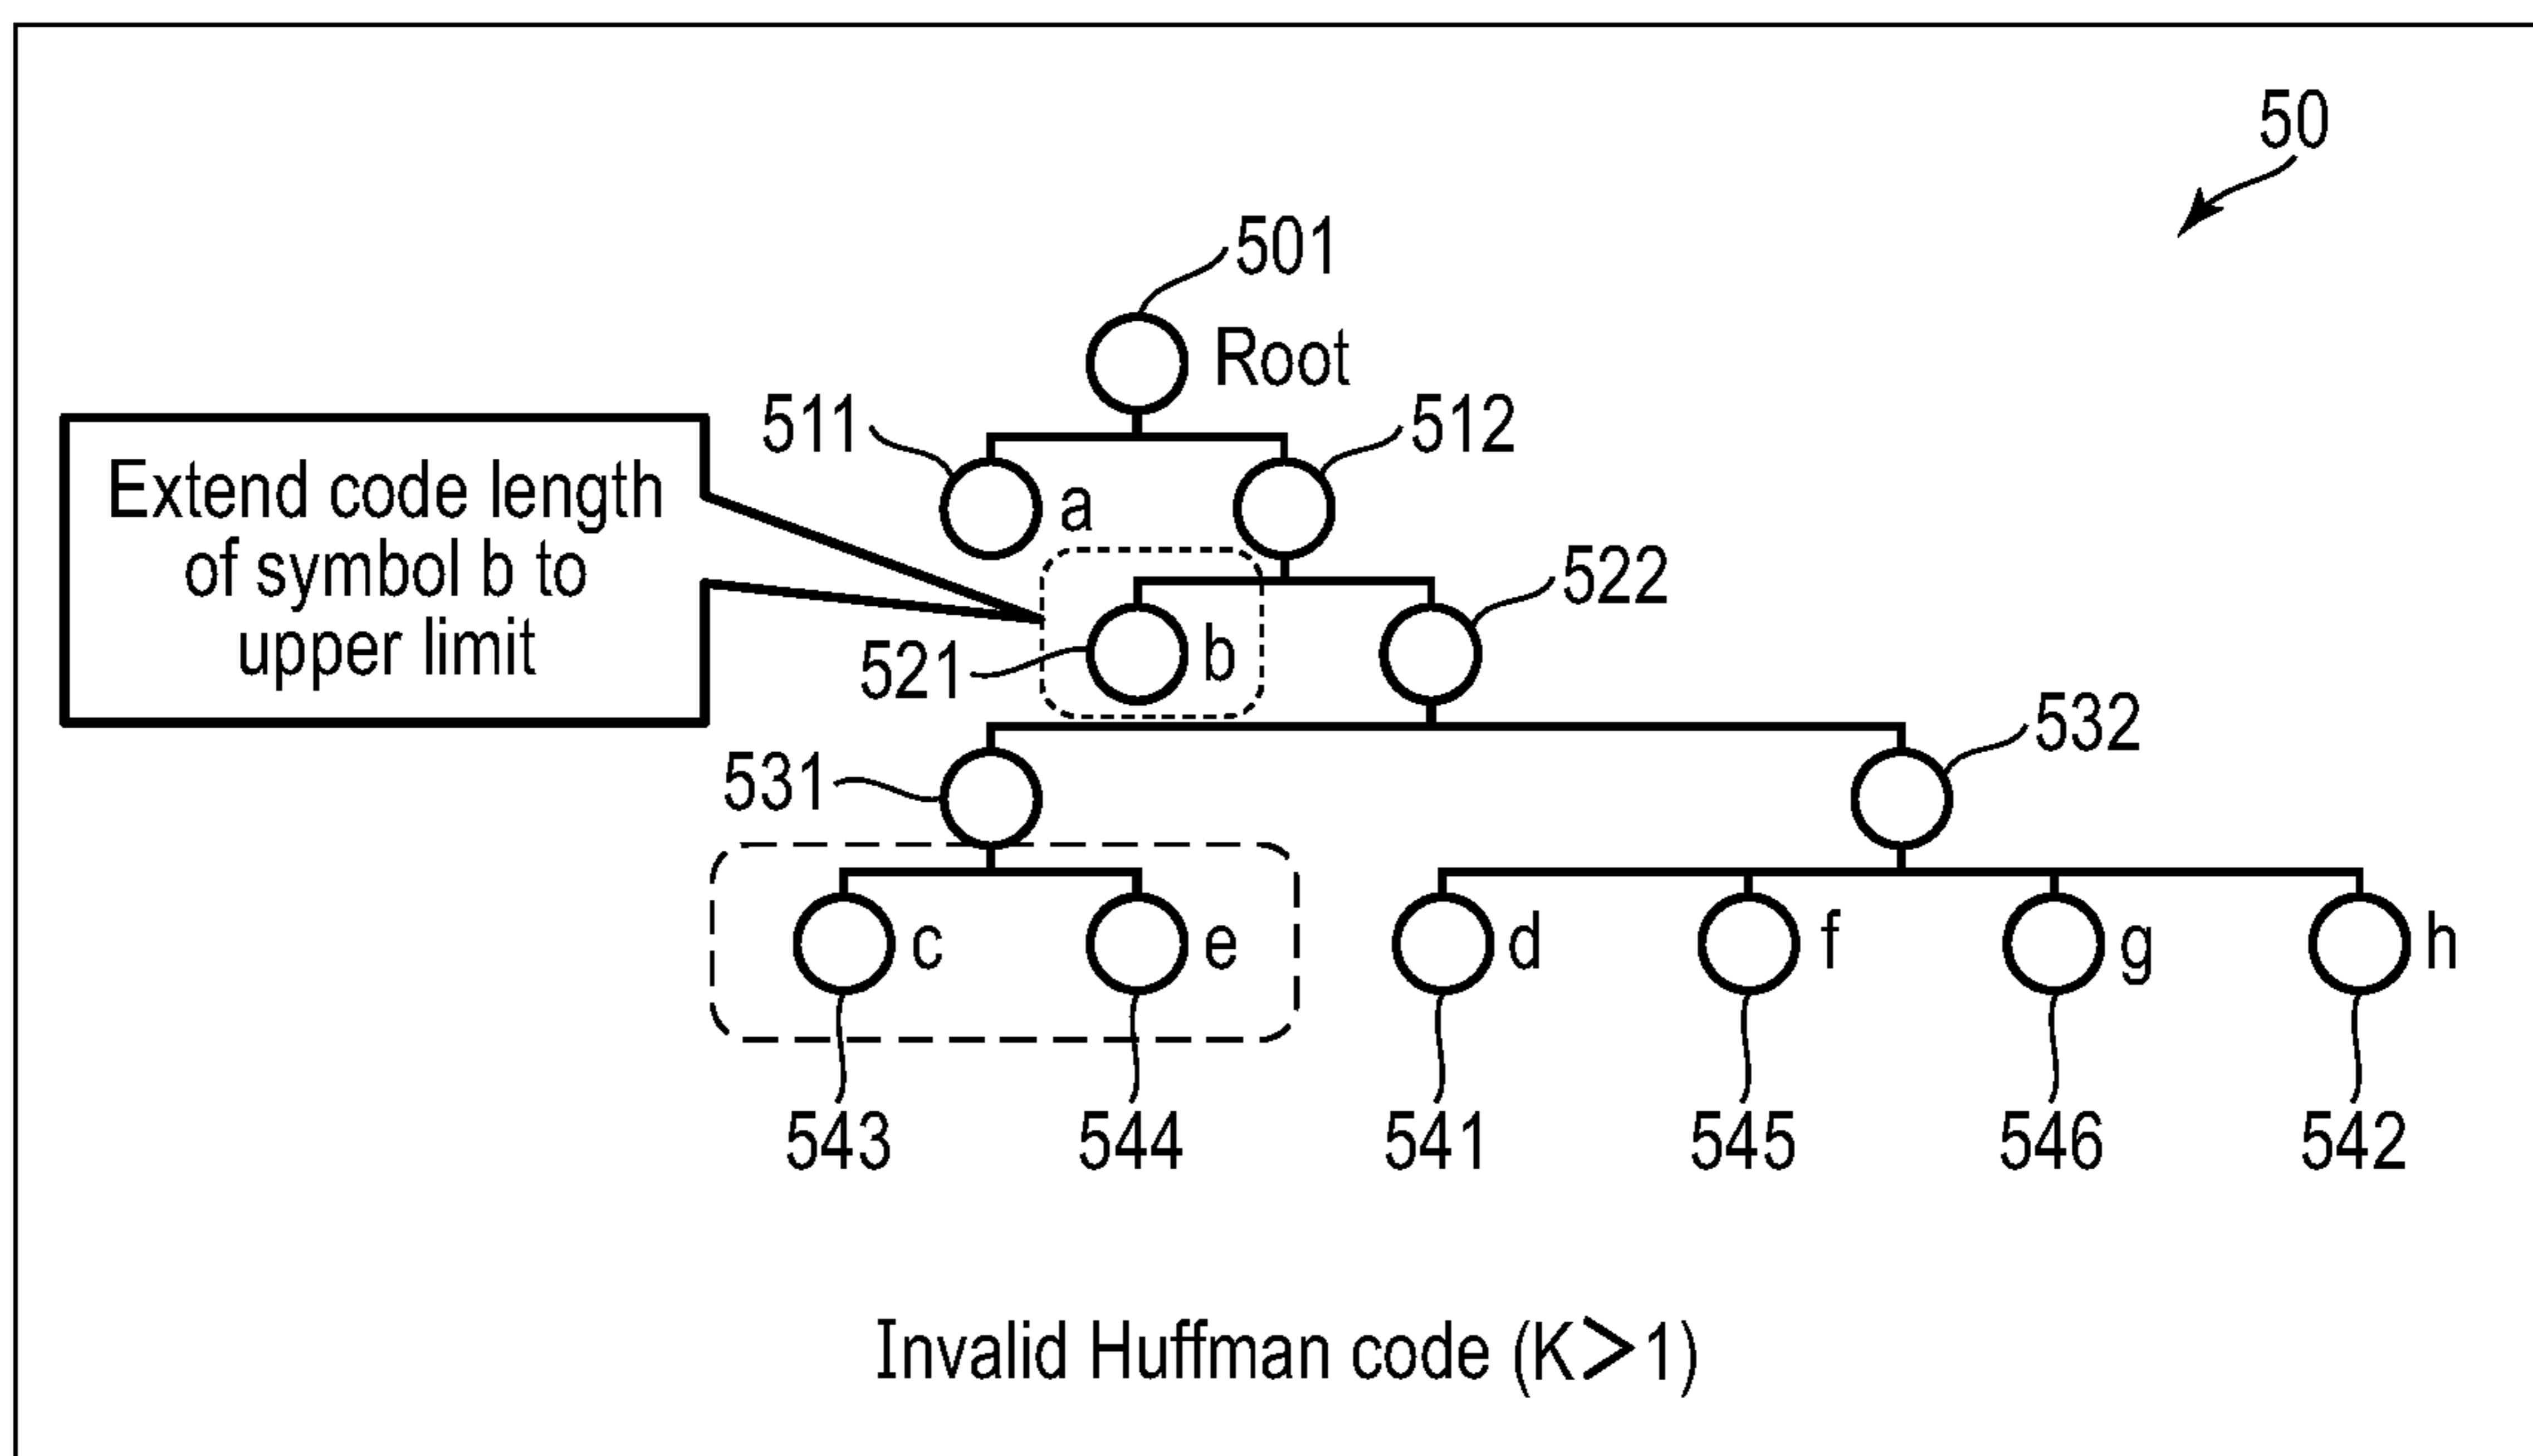 50
501
Root
511
512
a
Extend code length
of symbol b to
upper limit
522
521
b
531
532
c
e
d
f
g
h
543
544
541
545
546
542
Invalid Huffman code (K>1)